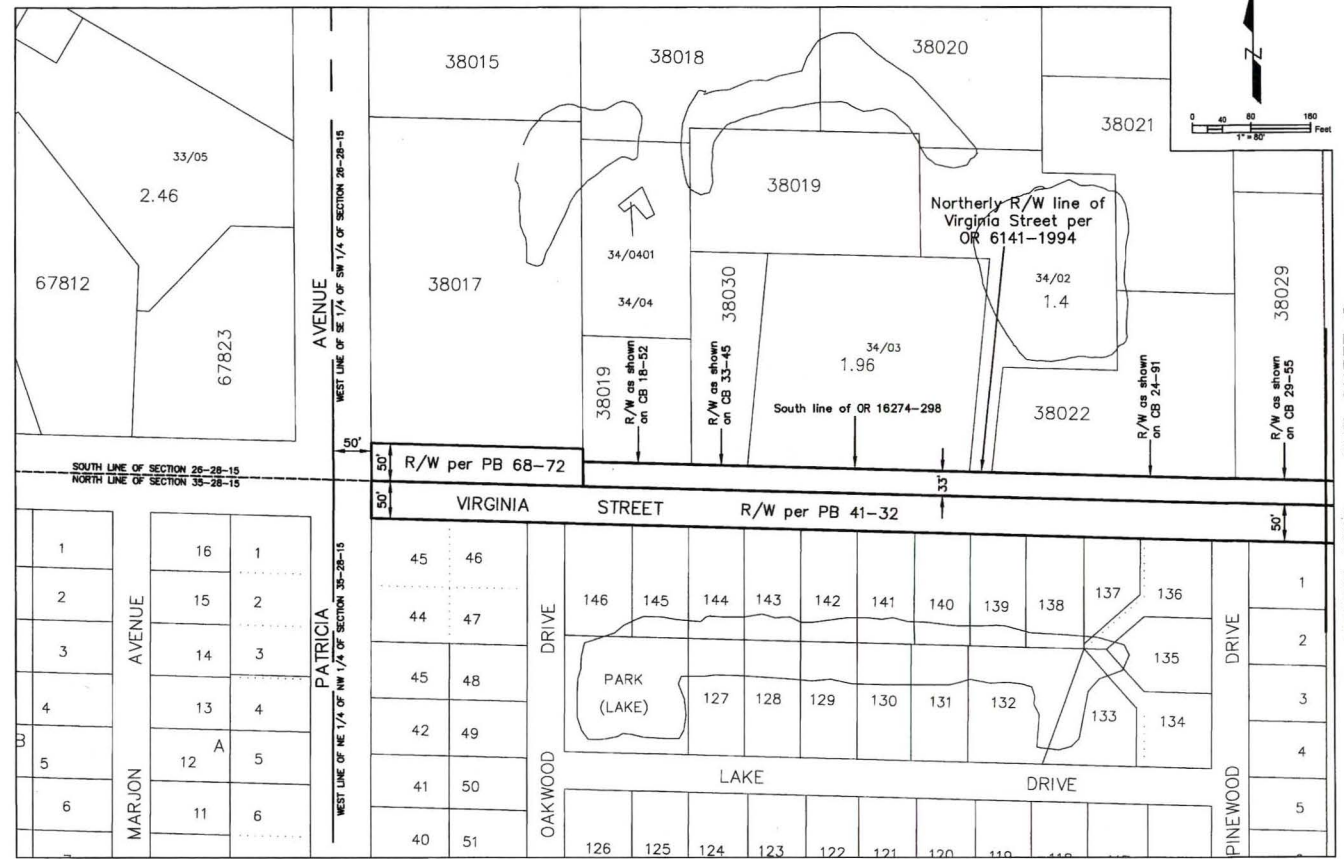 38015
38018
38020
38021
N
0 40 80 160 Feet
1" = 80'
33/05
2.46
67812
67823
38017
34/0401
34/04
38019
38019
38030
Northerly R/W line of
Virginia Street per
OR 6141-1994
34/02
1.4
34/03
1.96
38022
38029
AVENUE
WEST LINE OF SE 1/4 OF SW 1/4 OF SECTION 26-28-15
R/W as shown
on CB 18-52
R/W as shown
on CB 33-45
South line of OR 16274-298
R/W as shown
on CB 24-91
R/W as shown
on CB 29-55
SOUTH LINE OF SECTION 26-28-15
NORTH LINE OF SECTION 35-28-15
50'
50'
R/W per PB 68-72
33'
50'
VIRGINIA STREET R/W per PB 41-32
50'
PATRICIA
WEST LINE OF NE 1/4 OF NW 1/4 OF SECTION 35-28-15
1
2
3
4
B
5
6
MARJON AVENUE
16 1
15 2
14 3
13 4
A
12 5
11 6
45 46
44 47
45 48
42 49
41 50
40 51
OAKWOOD DRIVE
146 145 144 143 142 141 140 139 138 137 136
135
PARK
(LAKE)
127 128 129 130 131 132 133 134
LAKE DRIVE
126 125 124 123 122 121 120 119 118
PINEWOOD DRIVE
1
2
3
4
5